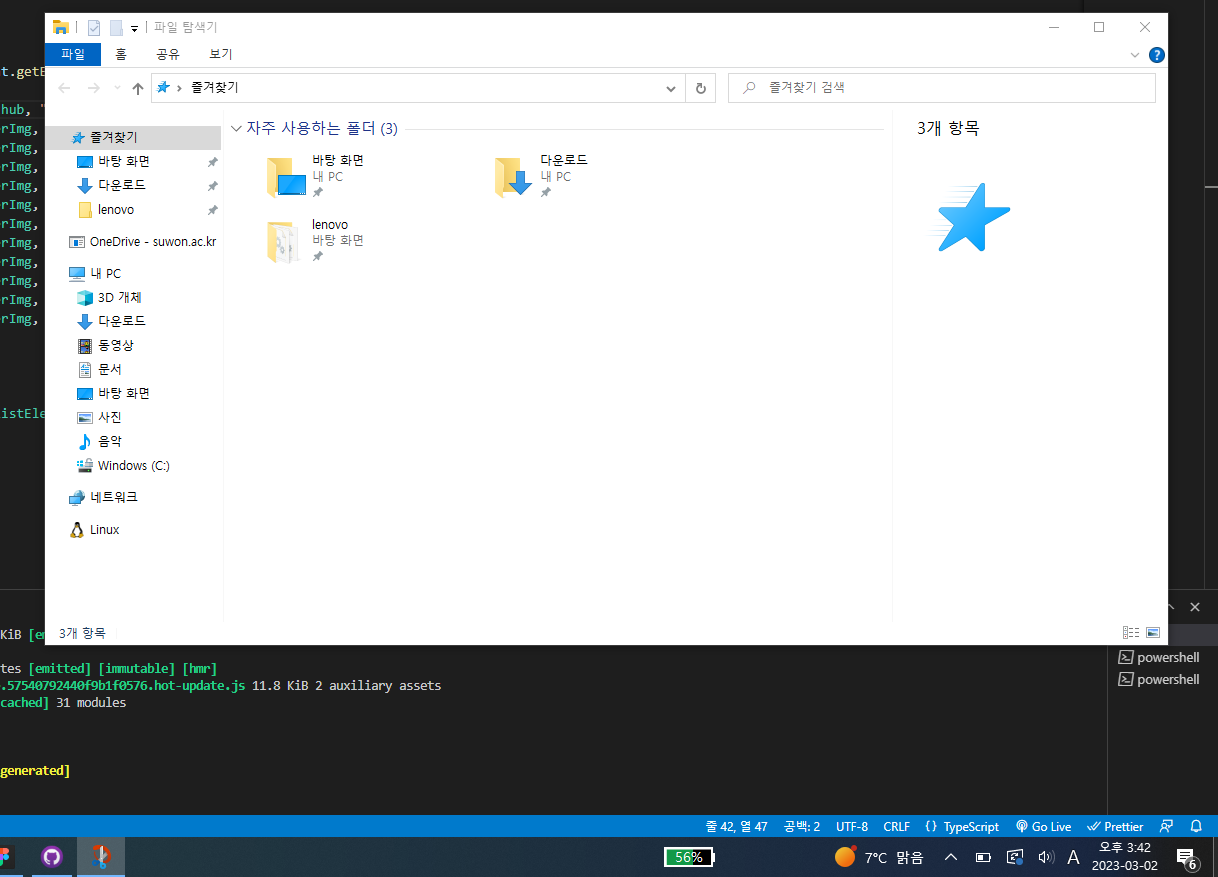 파일 탐색기
파일 홈 공유 보기
즐겨찾기
즐겨찾기 검색
즐겨찾기
바탕 화면
다운로드
lenovo
OneDrive - suwon.ac.kr
내 PC
3D 개체
다운로드
동영상
문서
바탕 화면
사진
음악
Windows (C:)
네트워크
Linux
자주 사용하는 폴더 (3)
바탕 화면
내 PC
다운로드
내 PC
lenovo
바탕 화면
3개 항목
3개 항목
t.getE
hub, "
rImg,
rImg,
rImg,
rImg,
rImg,
rImg,
rImg,
rImg,
rImg,
rImg,
rImg,
istEle
KiB [em
tes [emitted] [immutable] [hmr]
.57540792440f9b1f0576.hot-update.js 11.8 KiB 2 auxiliary assets
cached] 31 modules
generated]
powershell
powershell
줄 42, 열 47 공백: 2 UTF-8 CRLF {} TypeScript Go Live Prettier
56%
7°C 맑음
A
오후 3:42
2023-03-02
6